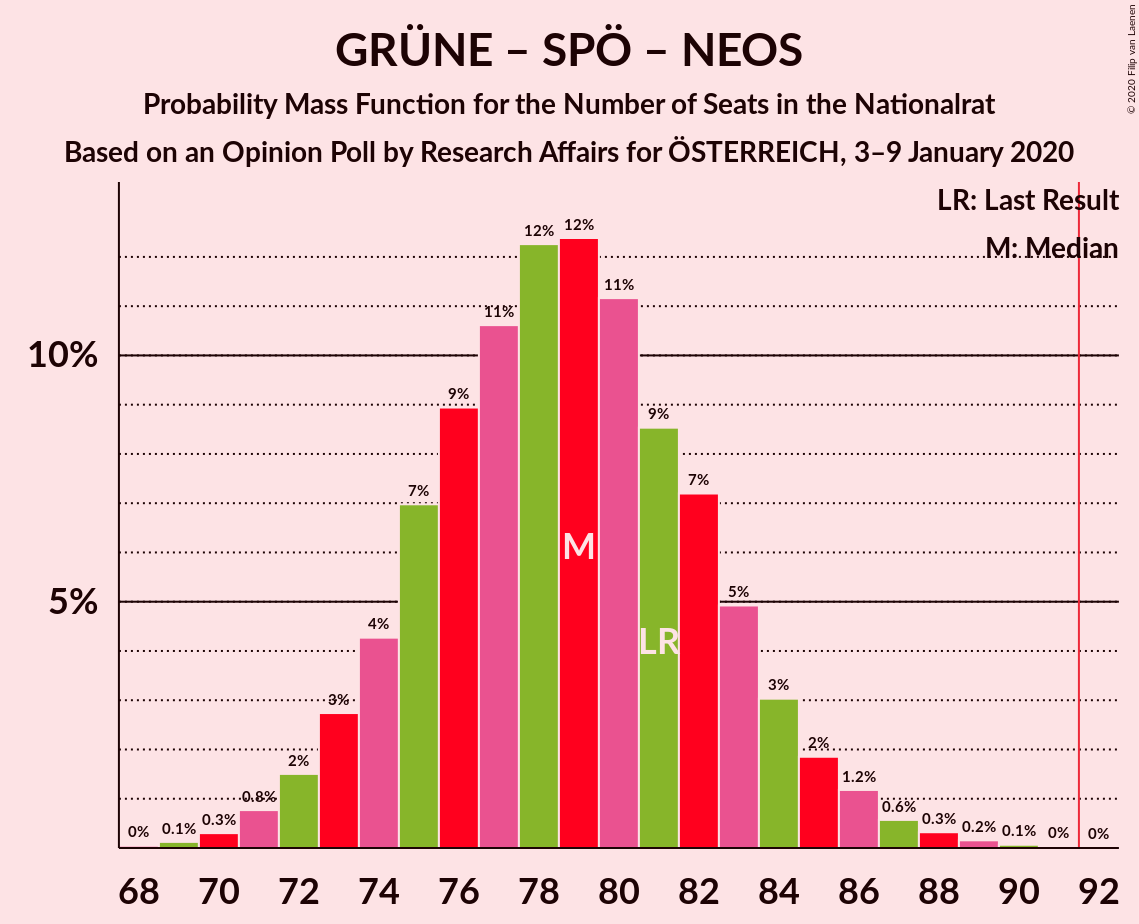 GRÜNE – SPÖ – NEOS
Probability Mass Function for the Number of Seats in the Nationalrat
Based on an Opinion Poll by Research Affairs for ÖSTERREICH, 3–9 January 2020
© 2020 Filip van Laenen
LR: Last Result
M: Median
10%
5%
0% 0.1% 0.3% 0.8% 2% 3% 4% 7% 9% 11% 12% 12% 11% 9% 7% 5% 3% 2% 1.2% 0.6% 0.3% 0.2% 0.1% 0% 0%
M
LR
68 70 72 74 76 78 80 82 84 86 88 90 92